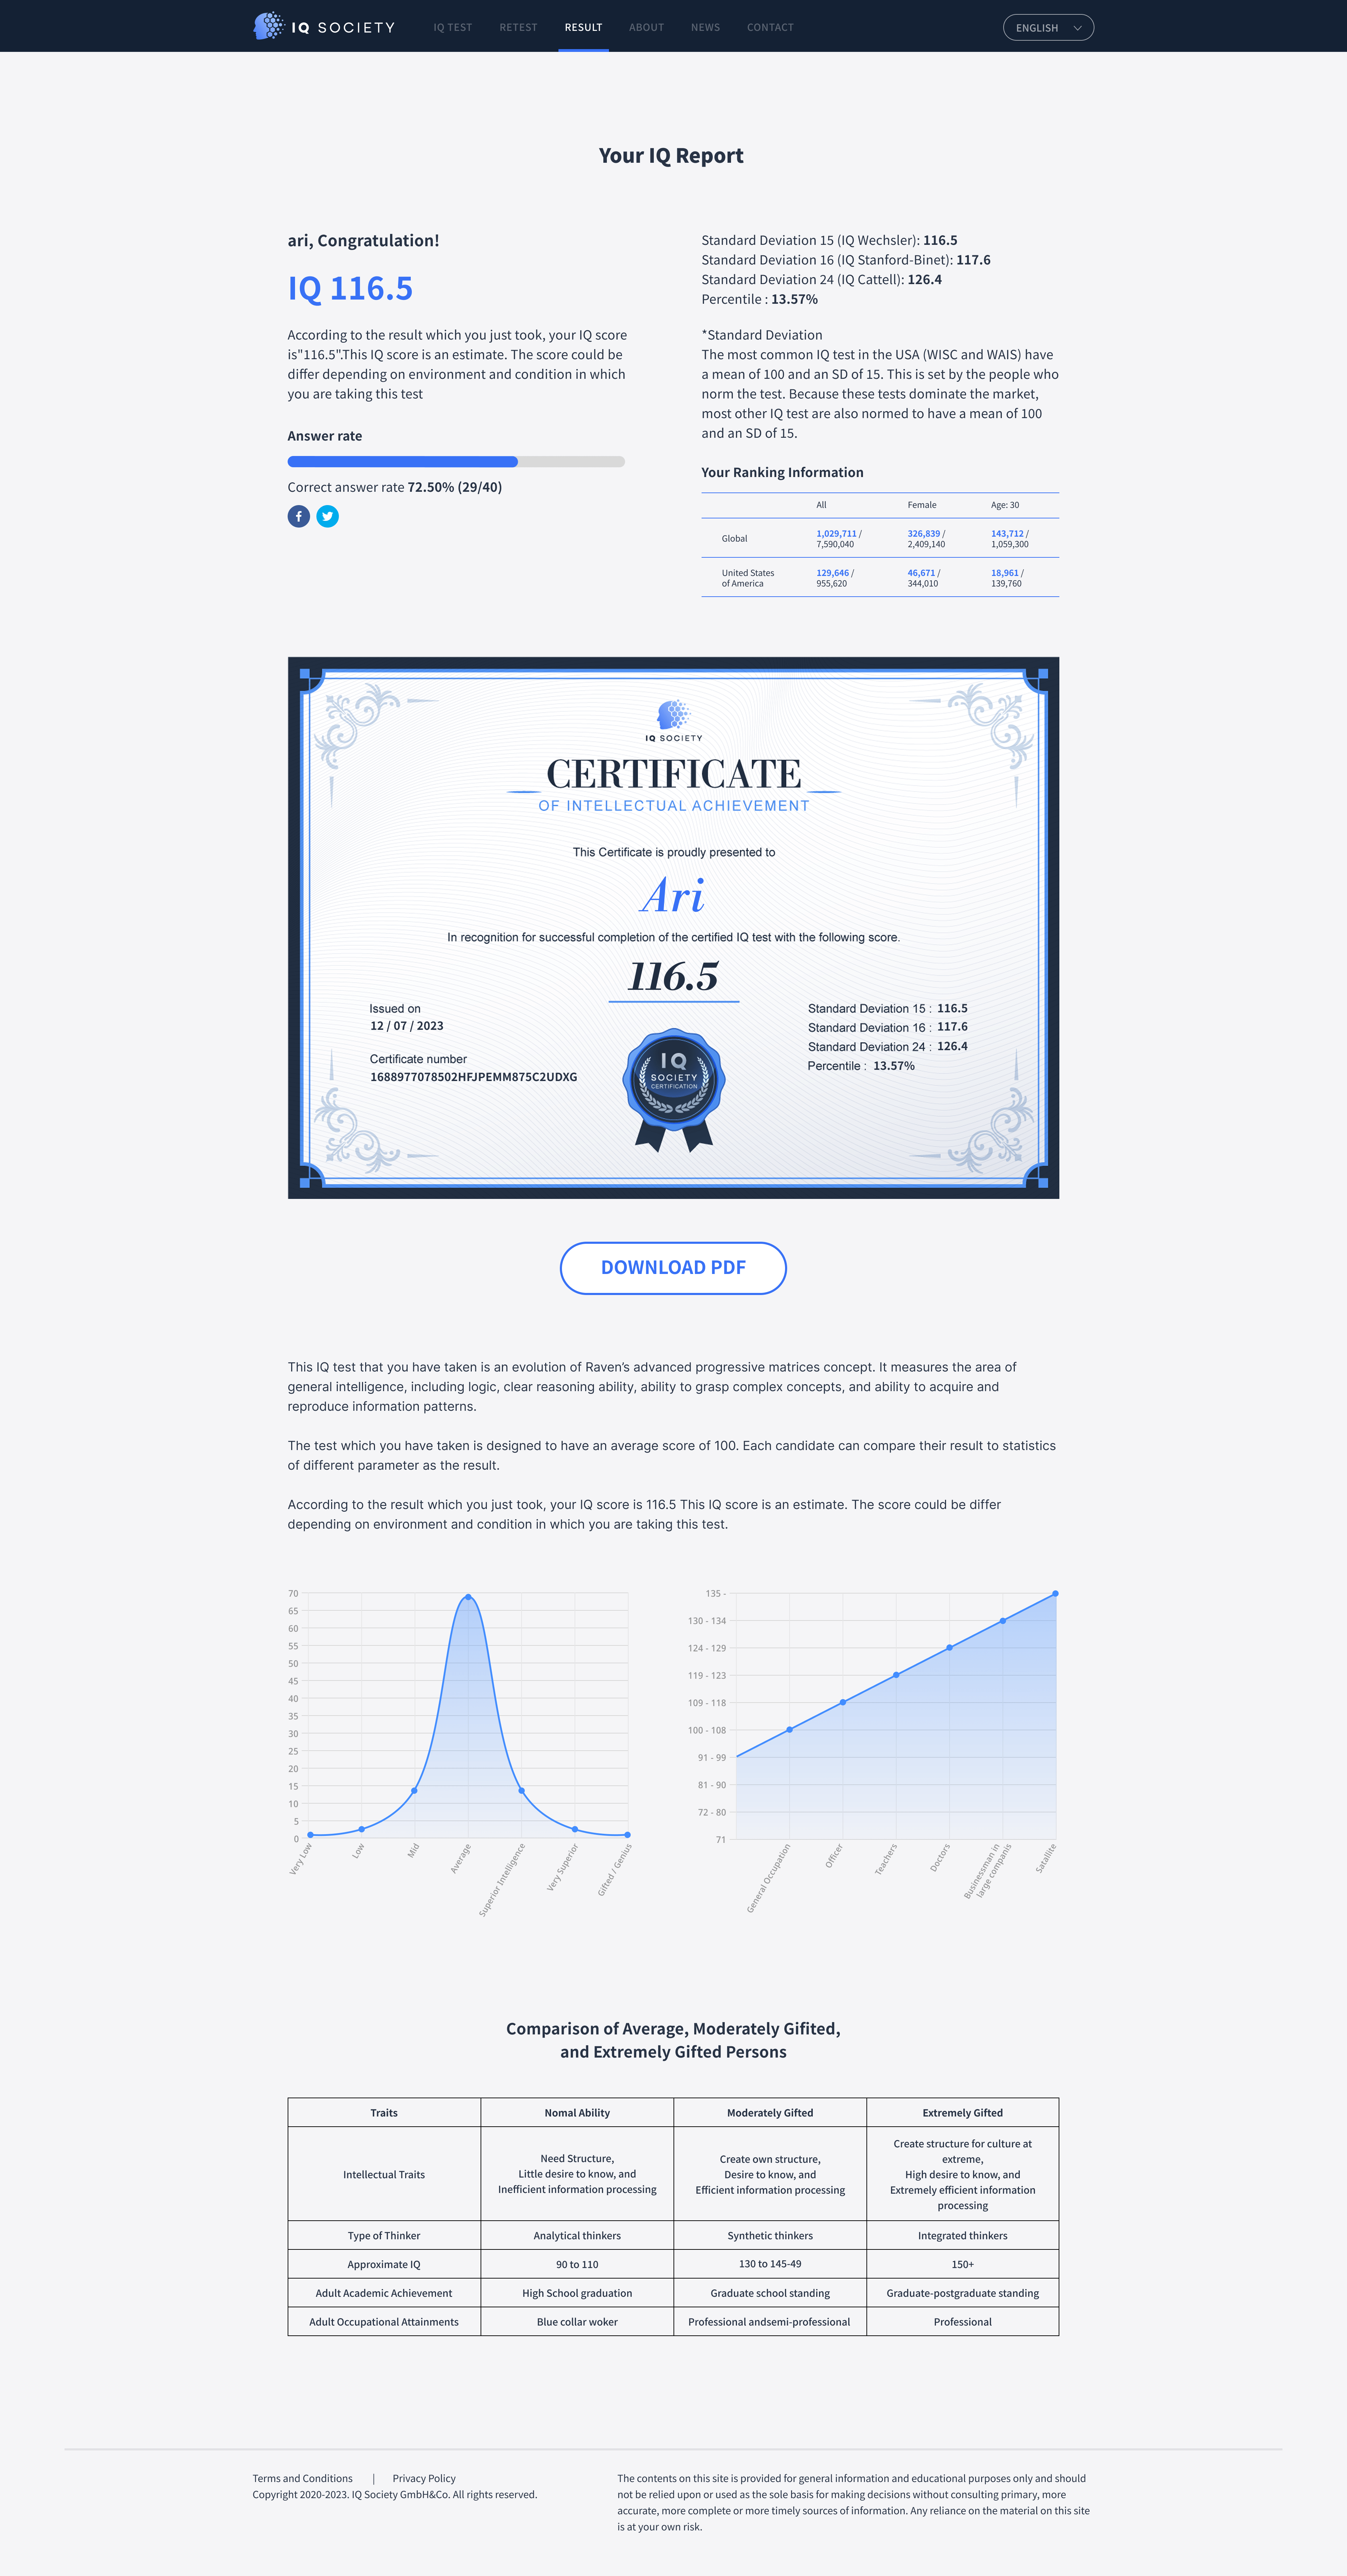 IQ SOCIETY
IQ TEST
RETEST
RESULT
ABOUT
NEWS
CONTACT
ENGLISH
Your IQ Report
ari, Congratulation!
IQ 116.5
According to the result which you just took, your IQ score
is"116.5".This IQ score is an estimate. The score could be
differ depending on environment and condition in which
you are taking this test
Answer rate
Correct answer rate 72.50% (29/40)
Standard Deviation 15 (IQ Wechsler): 116.5
Standard Deviation 16 (IQ Stanford-Binet): 117.6
Standard Deviation 24 (IQ Cattell): 126.4
Percentile : 13.57%
*Standard Deviation
The most common IQ test in the USA (WISC and WAIS) have
a mean of 100 and an SD of 15. This is set by the people who
norm the test. Because these tests dominate the market,
most other IQ test are also normed to have a mean of 100
and an SD of 15.
Your Ranking Information
All Female Age: 30
Global
1,029,711 /
7,590,040
326,839 /
2,409,140
143,712 /
1,059,300
United States
of America
129,646 /
955,620
46,671 /
344,010
18,961 /
139,760
IQ SOCIETY
CERTIFICATE
OF INTELLECTUAL ACHIEVEMENT
This Certificate is proudly presented to
Ari
In recognition for successful completion of the certified IQ test with the following score.
116.5
Issued on
12 / 07 / 2023
Certificate number
1688977078502HFJPEMM875C2UDXG
IQ
SOCIETY
CERTIFICATION
Standard Deviation 15 : 116.5
Standard Deviation 16 : 117.6
Standard Deviation 24 : 126.4
Percentile : 13.57%
DOWNLOAD PDF
This IQ test that you have taken is an evolution of Raven's advanced progressive matrices concept. It measures the area of
general intelligence, including logic, clear reasoning ability, ability to grasp complex concepts, and ability to acquire and
reproduce information patterns.
The test which you have taken is designed to have an average score of 100. Each candidate can compare their result to statistics
of different parameter as the result.
According to the result which you just took, your IQ score is 116.5 This IQ score is an estimate. The score could be differ
depending on environment and condition in which you are taking this test.
70
65
60
55
50
45
40
35
30
25
20
15
10
5
0
Very Low
Low
Mid
Average
Superior Intelligence
Very Superior
Gifted / Genius
135 -
130 - 134
124 - 129
119 - 123
109 - 118
100 - 108
91 - 99
81 - 90
72 - 80
71
General Occupation
Officer
Teachers
Doctors
Businessman in
large companis
Satallite
Comparison of Average, Moderately Gifited,
and Extremely Gifted Persons
Traits
Nomal Ability
Moderately Gifted
Extremely Gifted
Intellectual Traits
Need Structure,
Little desire to know, and
Inefficient information processing
Create own structure,
Desire to know, and
Efficient information processing
Create structure for culture at
extreme,
High desire to know, and
Extremely efficient information
processing
Type of Thinker
Analytical thinkers
Synthetic thinkers
Integrated thinkers
Approximate IQ
90 to 110
130 to 145-49
150+
Adult Academic Achievement
High School graduation
Graduate school standing
Graduate-postgraduate standing
Adult Occupational Attainments
Blue collar woker
Professional andsemi-professional
Professional
Terms and Conditions | Privacy Policy
Copyright 2020-2023. IQ Society GmbH&Co. All rights reserved.
The contents on this site is provided for general information and educational purposes only and should
not be relied upon or used as the sole basis for making decisions without consulting primary, more
accurate, more complete or more timely sources of information. Any reliance on the material on this site
is at your own risk.